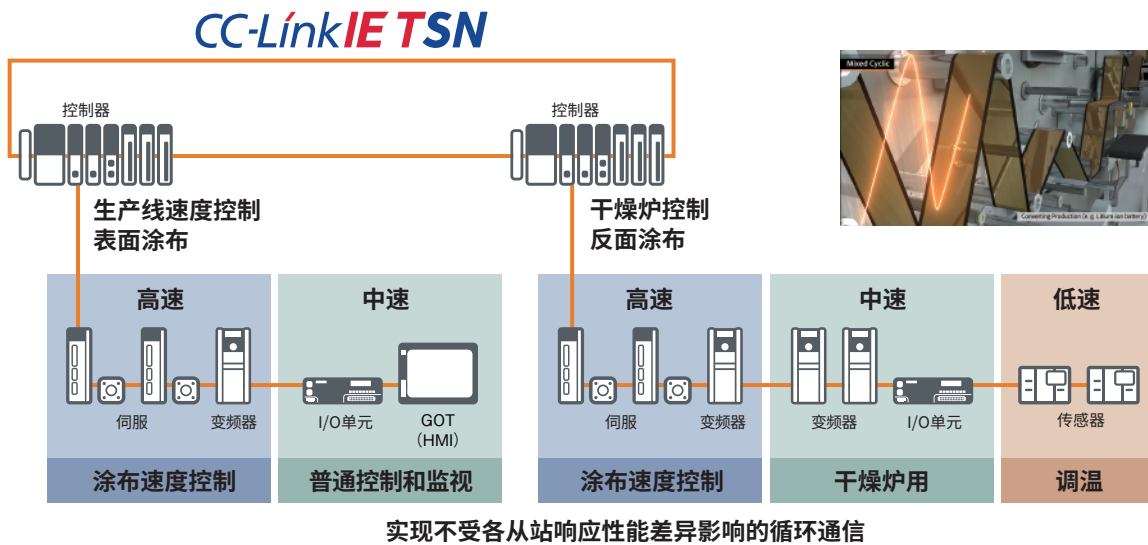 CC-Link IE TSN
Mixed Cyclic
控制器
控制器
生产线速度控制
表面涂布
干燥炉控制
反面涂布
Converting Production (e.g. Litium ion battery)
高速
中速
高速
中速
低速
伺服
变频器
I/O单元
GOT
（HMI）
伺服
变频器
变频器
I/O单元
传感器
涂布速度控制
普通控制和监视
涂布速度控制
干燥炉用
调温
实现不受各从站响应性能差异影响的循环通信